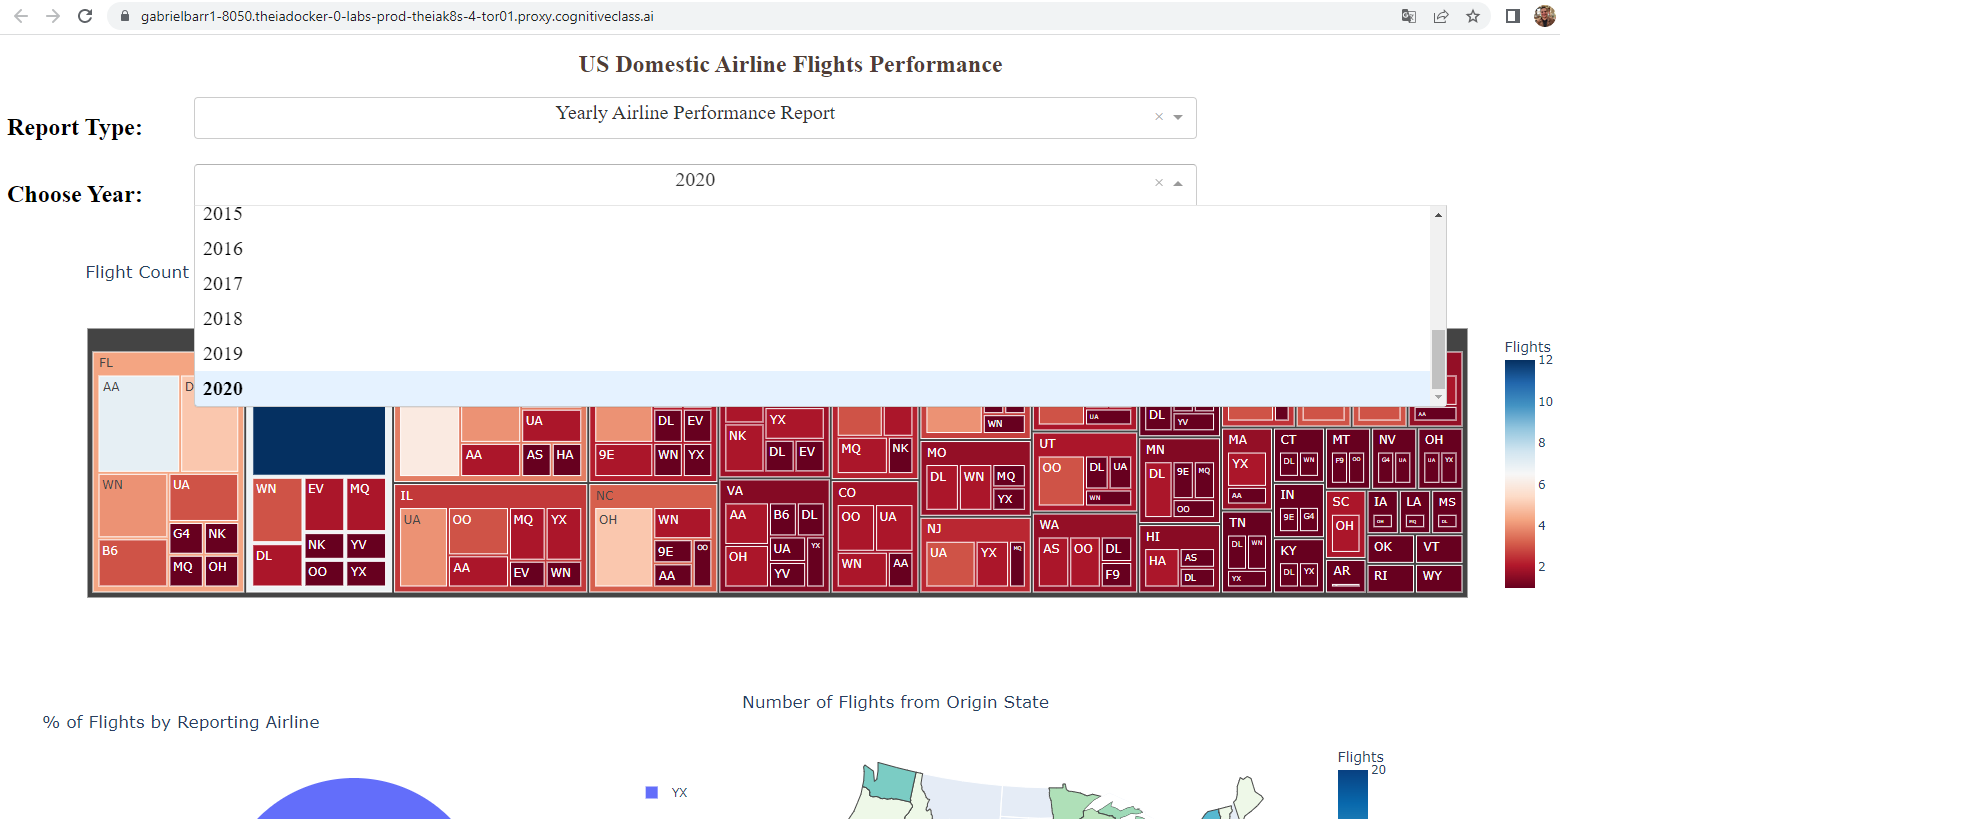 gabrielbarr1-8050.theiadocker-0-labs-prod-theiak8s-4-tor01.proxy.cognitiveclass.ai
US Domestic Airline Flights Performance
Report Type:
Yearly Airline Performance Report
×
Choose Year:
2020
×
2015
2016
2017
2018
2019
2020
Flight Count
FL
AA
D
WN
UA
G4
NK
B6
MQ
OH
WN
EV
MQ
DL
NK
YV
OO
YX
UA
AA
AS
HA
IL
UA
OO
MQ
YX
AA
EV
WN
DL
EV
9E
WN
YX
NC
OH
WN
9E
OO
AA
YX
NK
DL
EV
VA
AA
B6
DL
OH
UA
YX
YV
MQ
NK
CO
OO
UA
WN
AA
WN
MO
DL
WN
MQ
YX
NJ
UA
YX
MQ
UA
UT
OO
DL
UA
WN
WA
AS
OO
DL
F9
DL
YV
MN
DL
9E
MQ
OO
HI
HA
AS
DL
MA
YX
AA
TN
DL
WN
YX
CT
DL
WN
IN
9E
G4
KY
DL
YX
MT
F9
OO
SC
OH
AR
NV
G4
UA
AA
OH
UA
YX
IA
OH
LA
MQ
MS
DL
OK
VT
RI
WY
Flights
12
10
8
6
4
2
% of Flights by Reporting Airline
YX
Number of Flights from Origin State
Flights
20